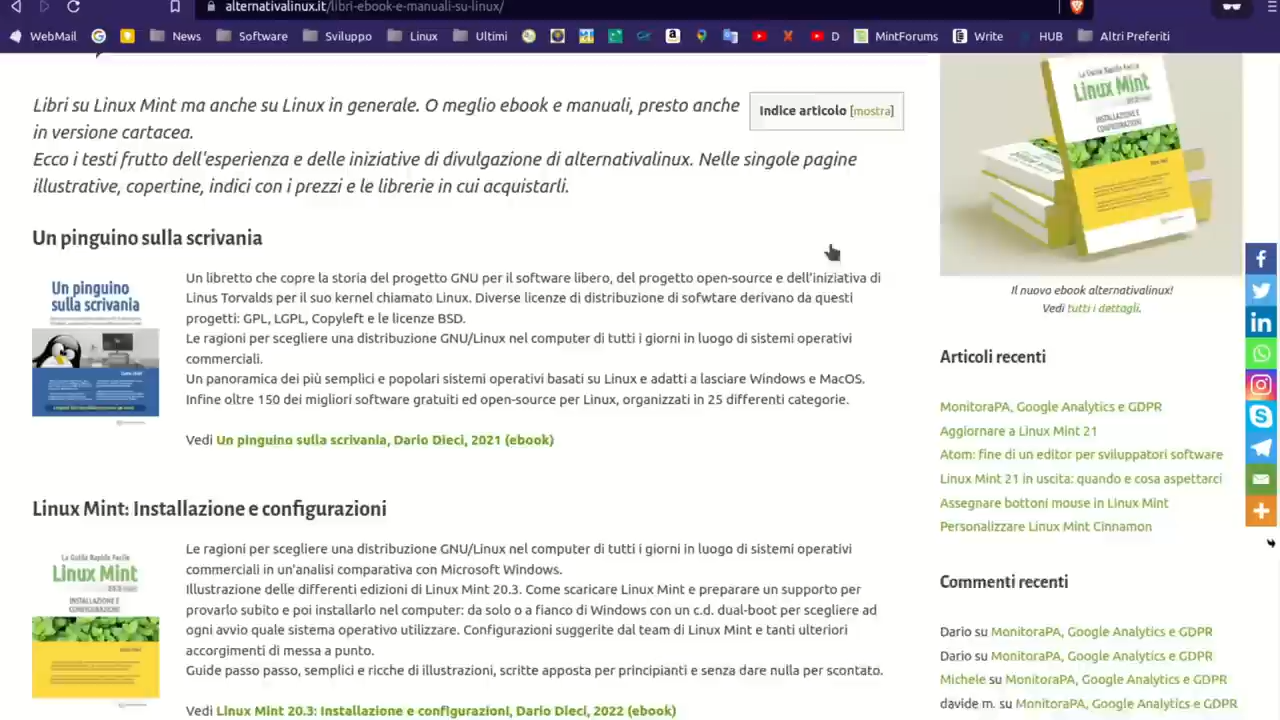 alternativalinux.it/libri-ebook-e-manuali-su-linux/
WebMail
News
Software
Sviluppo
Linux
Ultimi
D
MintForums
Write
HUB
Altri Preferiti
Libri su Linux Mint ma anche su Linux in generale. O meglio ebook e manuali, presto anche
in versione cartacea.
Ecco i testi frutto dell'esperienza e delle iniziative di divulgazione di alternativalinux. Nelle singole pagine
illustrative, copertine, indici con i prezzi e le librerie in cui acquistarli.
Indice articolo [mostra]
Un pinguino sulla scrivania
Un pinguino
sulla scrivania
Un libretto che copre la storia del progetto GNU per il software libero, del progetto open-source e dell'iniziativa di
Linus Torvalds per il suo kernel chiamato Linux. Diverse licenze di distribuzione di sofwtare derivano da questi
progetti: GPL, LGPL, Copyleft e le licenze BSD.
Le ragioni per scegliere una distribuzione GNU/Linux nel computer di tutti i giorni in luogo di sistemi operativi
commerciali.
Un panoramica dei più semplici e popolari sistemi operativi basati su Linux e adatti a lasciare Windows e MacOS.
Infine oltre 150 dei migliori software gratuiti ed open-source per Linux, organizzati in 25 differenti categorie.
Vedi Un pinguino sulla scrivania, Dario Dieci, 2021 (ebook)
Linux Mint: Installazione e configurazioni
La Guida Rapida Facile
Linux Mint
20.3
INSTALLAZIONE E
CONFIGURAZIONI
Le ragioni per scegliere una distribuzione GNU/Linux nel computer di tutti i giorni in luogo di sistemi operativi
commerciali in un'analisi comparativa con Microsoft Windows.
Illustrazione delle differenti edizioni di Linux Mint 20.3. Come scaricare Linux Mint e preparare un supporto per
provarlo subito e poi installarlo nel computer: da solo o a fianco di Windows con un c.d. dual-boot per scegliere ad
ogni avvio quale sistema operativo utilizzare. Configurazioni suggerite dal team di Linux Mint e tanti ulteriori
accorgimenti di messa a punto.
Guide passo passo, semplici e ricche di illustrazioni, scritte apposta per principianti e senza dare nulla per scontato.
Vedi Linux Mint 20.3: Installazione e configurazioni, Dario Dieci, 2022 (ebook)
La Guida Rapida Facile
Linux Mint
INSTALLAZIONE E
CONFIGURAZIONI
Il nuovo ebook alternativalinux!
Vedi tutti i dettagli.
Articoli recenti
MonitoraPA, Google Analytics e GDPR
Aggiornare a Linux Mint 21
Atom: fine di un editor per sviluppatori software
Linux Mint 21 in uscita: quando e cosa aspettarci
Assegnare bottoni mouse in Linux Mint
Personalizzare Linux Mint Cinnamon
Commenti recenti
Dario su MonitoraPA, Google Analytics e GDPR
Dario su MonitoraPA, Google Analytics e GDPR
Michele su MonitoraPA, Google Analytics e GDPR
davide m. su MonitoraPA, Google Analytics e GDPR